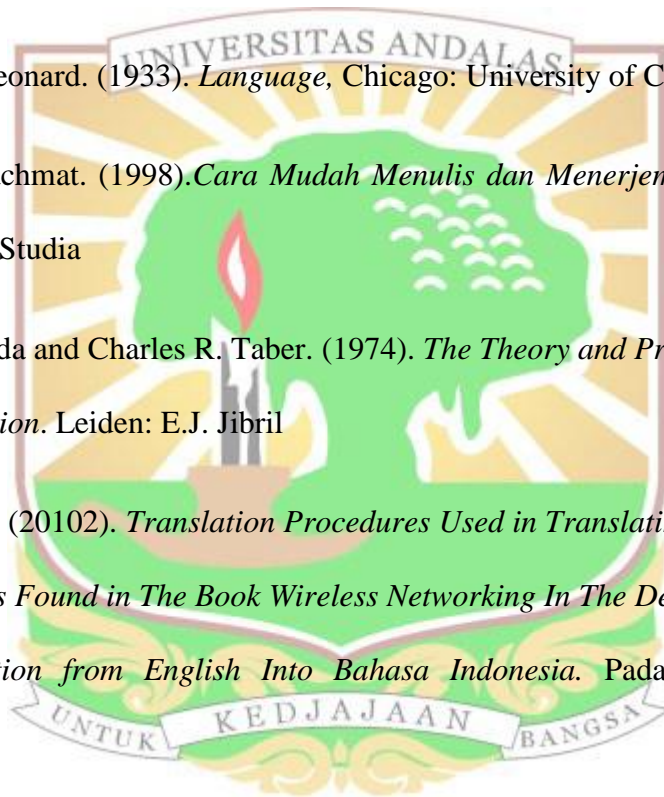 UNIVERSITAS ANDALAS
eonard. (1933). Language, Chicago: University of C
achmat. (1998).Cara Mudah Menulis dan Menerjem
Studia
da and Charles R. Taber. (1974). The Theory and Pr
ion. Leiden: E.J. Jibril
(20102). Translation Procedures Used in Translati
s Found in The Book Wireless Networking In The De
tion from English Into Bahasa Indonesia. Pada
UNTUK KEDJAJAAN BANGSA